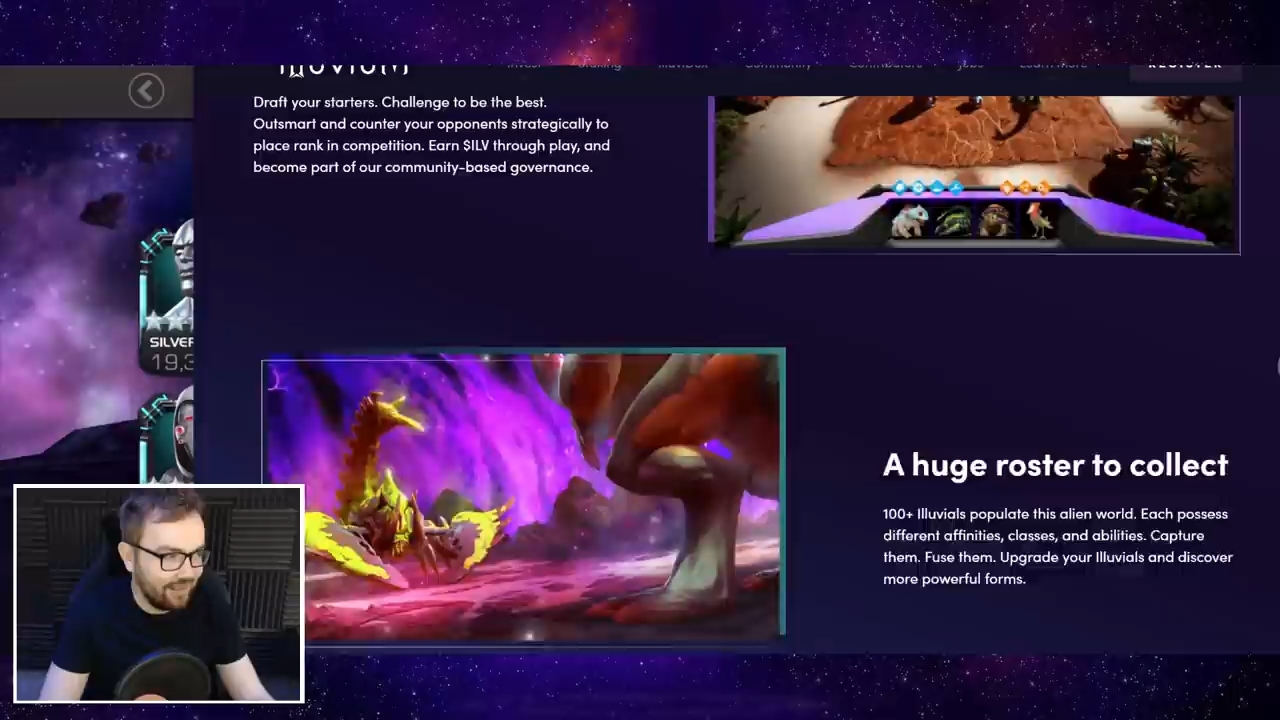 Draft your starters. Challenge to be the best.
Outsmart and counter your opponents strategically to
place rank in competition. Earn $ILV through play, and
become part of our community-based governance.
SILVER
19,3
A huge roster to collect
100+ Illuvials populate this alien world. Each possess
different affinities, classes, and abilities. Capture
them. Fuse them. Upgrade your Illuvials and discover
more powerful forms.